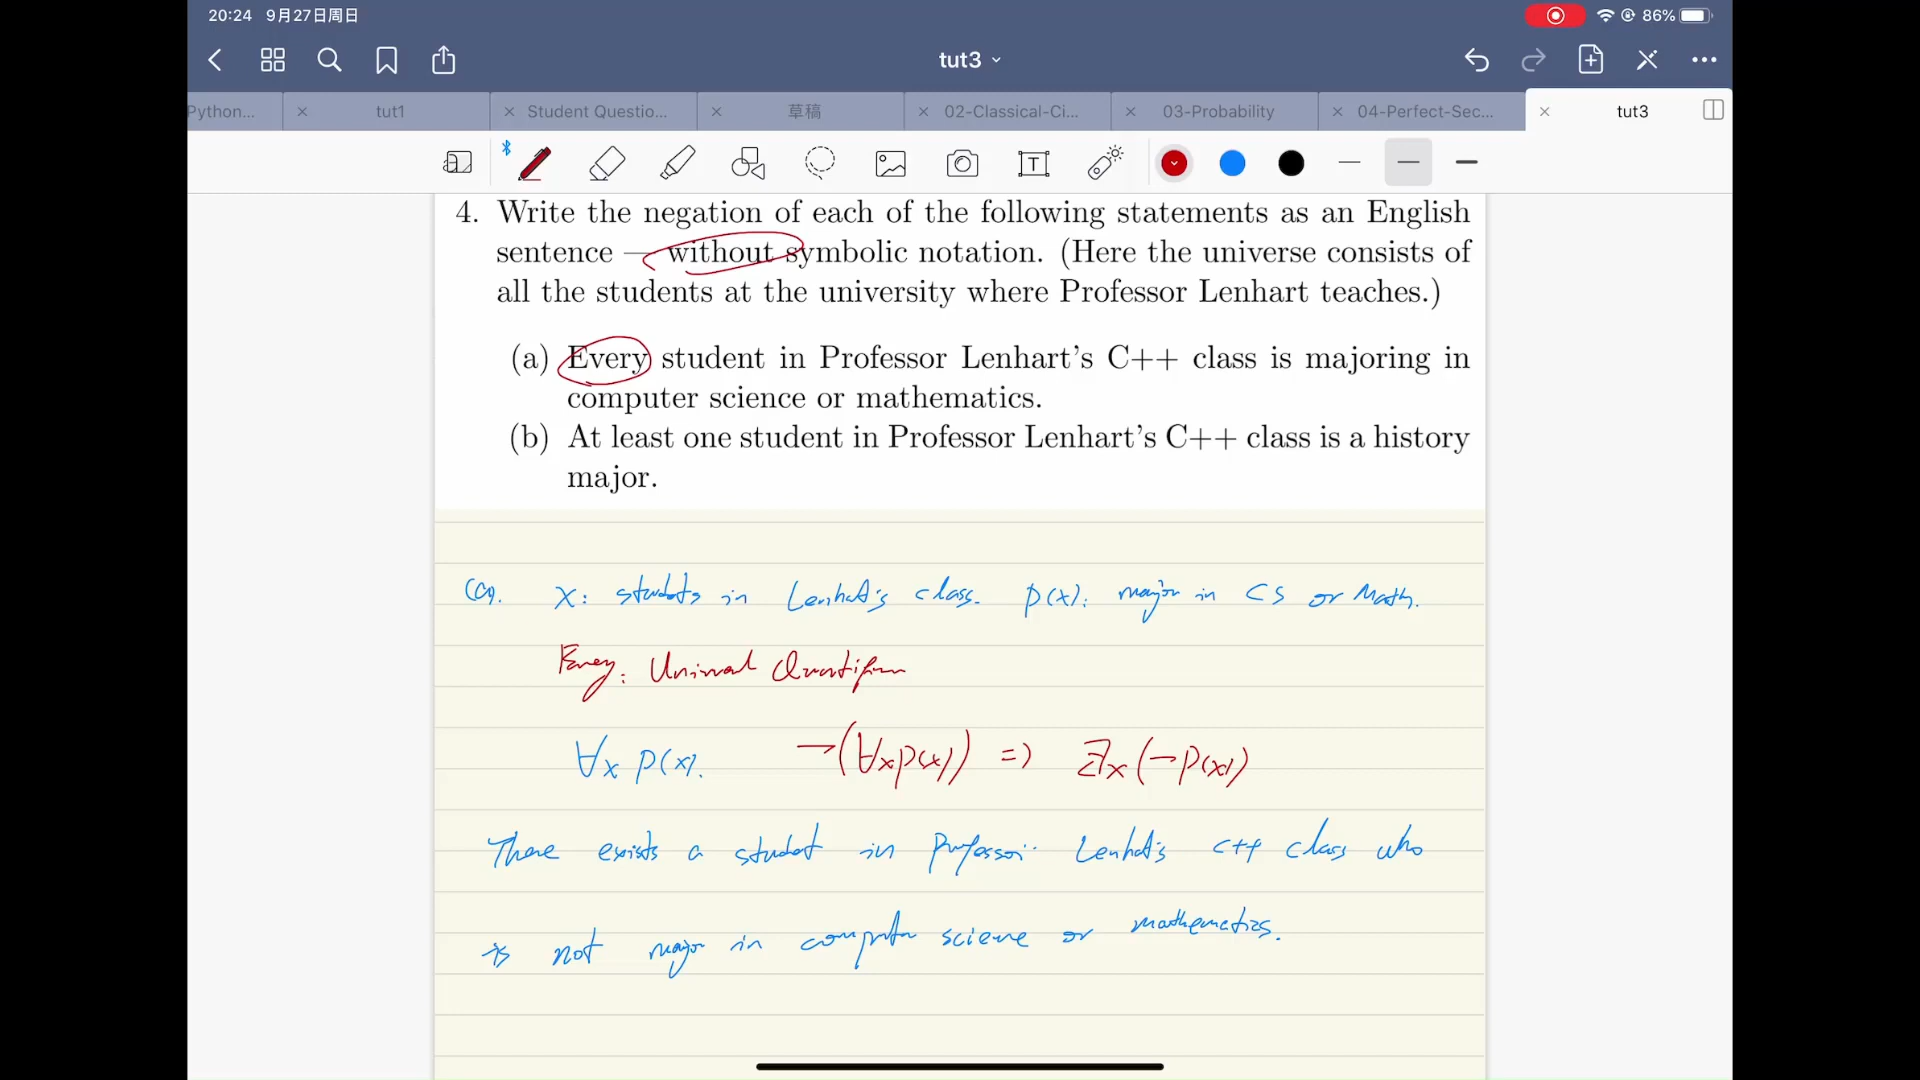 20:24 9月27日周日
86%
tut3
Python...
tut1
Student Questio...
草稿
02-Classical-Ci...
03-Probability
04-Perfect-Sec...
tut3
4. Write the negation of each of the following statements as an English
sentence — without symbolic notation. (Here the universe consists of
all the students at the university where Professor Lenhart teaches.)
(a) Every student in Professor Lenhart's C++ class is majoring in
computer science or mathematics.
(b) At least one student in Professor Lenhart's C++ class is a history
major.
(a). x: students in Lenhart's class. p(x): major in CS or Math.
Every: Universal Quantifier
∀x p(x). ¬(∀x p(x)) => ∃x (¬p(x))
There exists a student in Professor Lenhart's C++ class who
is not major in computer science or mathematics.